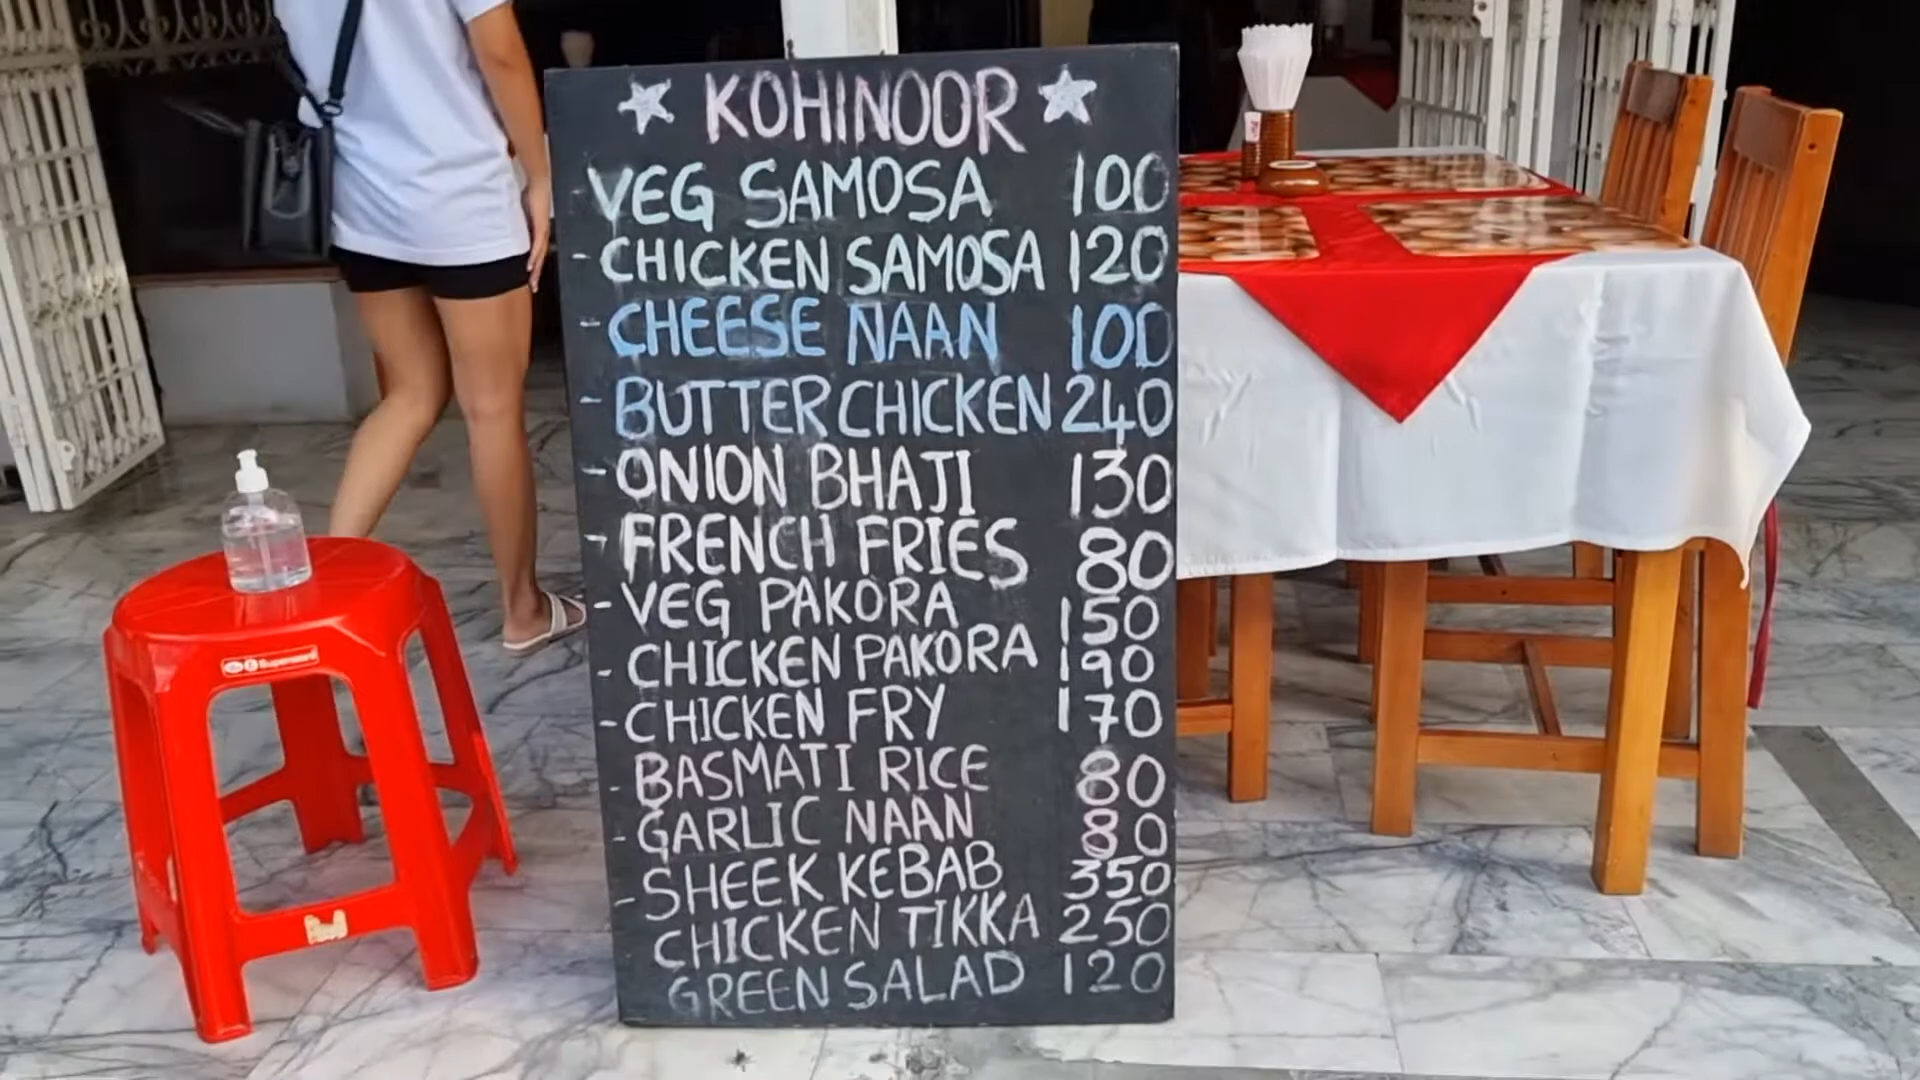 KOHINOOR
VEG SAMOSA 100
- CHICKEN SAMOSA 120
- CHEESE NAAN 100
- BUTTER CHICKEN 240
- ONION BHAJI 130
- FRENCH FRIES 80
- VEG PAKORA 150
- CHICKEN PAKORA 190
- CHICKEN FRY 170
- BASMATI RICE 80
- GARLIC NAAN 80
- SHEEK KEBAB 350
CHICKEN TIKKA 250
GREEN SALAD 120